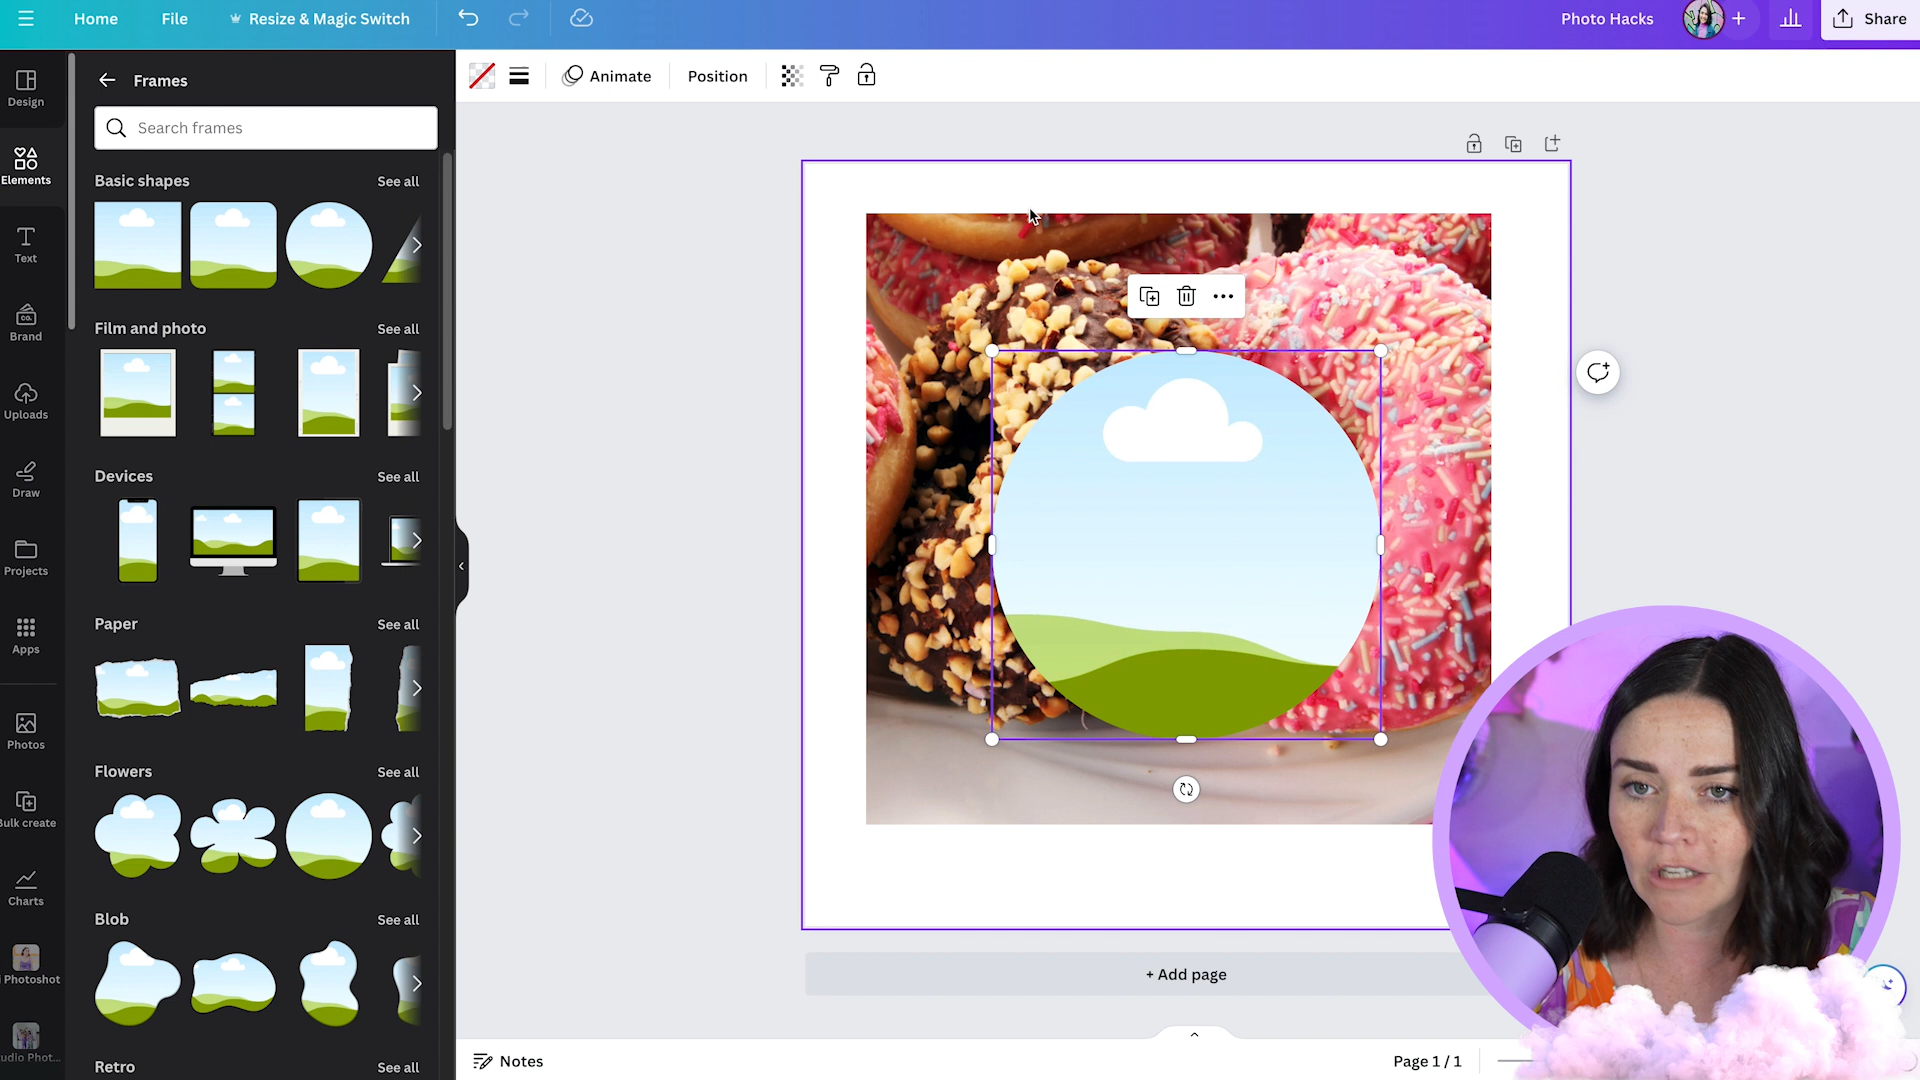 Home
File
Resize & Magic Switch
Photo Hacks
Share
Design
Elements
Text
Brand
CO.
Uploads
Draw
Projects
Apps
Photos
Bulk create
Charts
Photoshot
udio Phot...
Frames
Search frames
Basic shapes
See all
Film and photo
See all
Devices
See all
Paper
See all
Flowers
See all
Blob
See all
Retro
See all
Animate
Position
+ Add page
Notes
Page 1 / 1